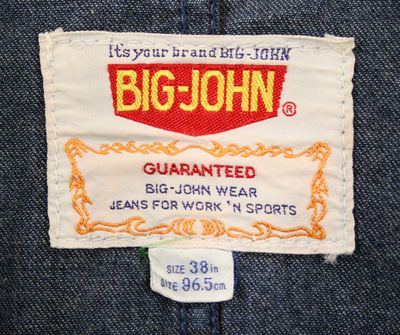 It's your brand BIG-JOHN
BIG-JOHN ®
GUARANTEED
BIG-JOHN WEAR
JEANS FOR WORK 'N SPORTS
SIZE 38in
SIZE 96.5cm